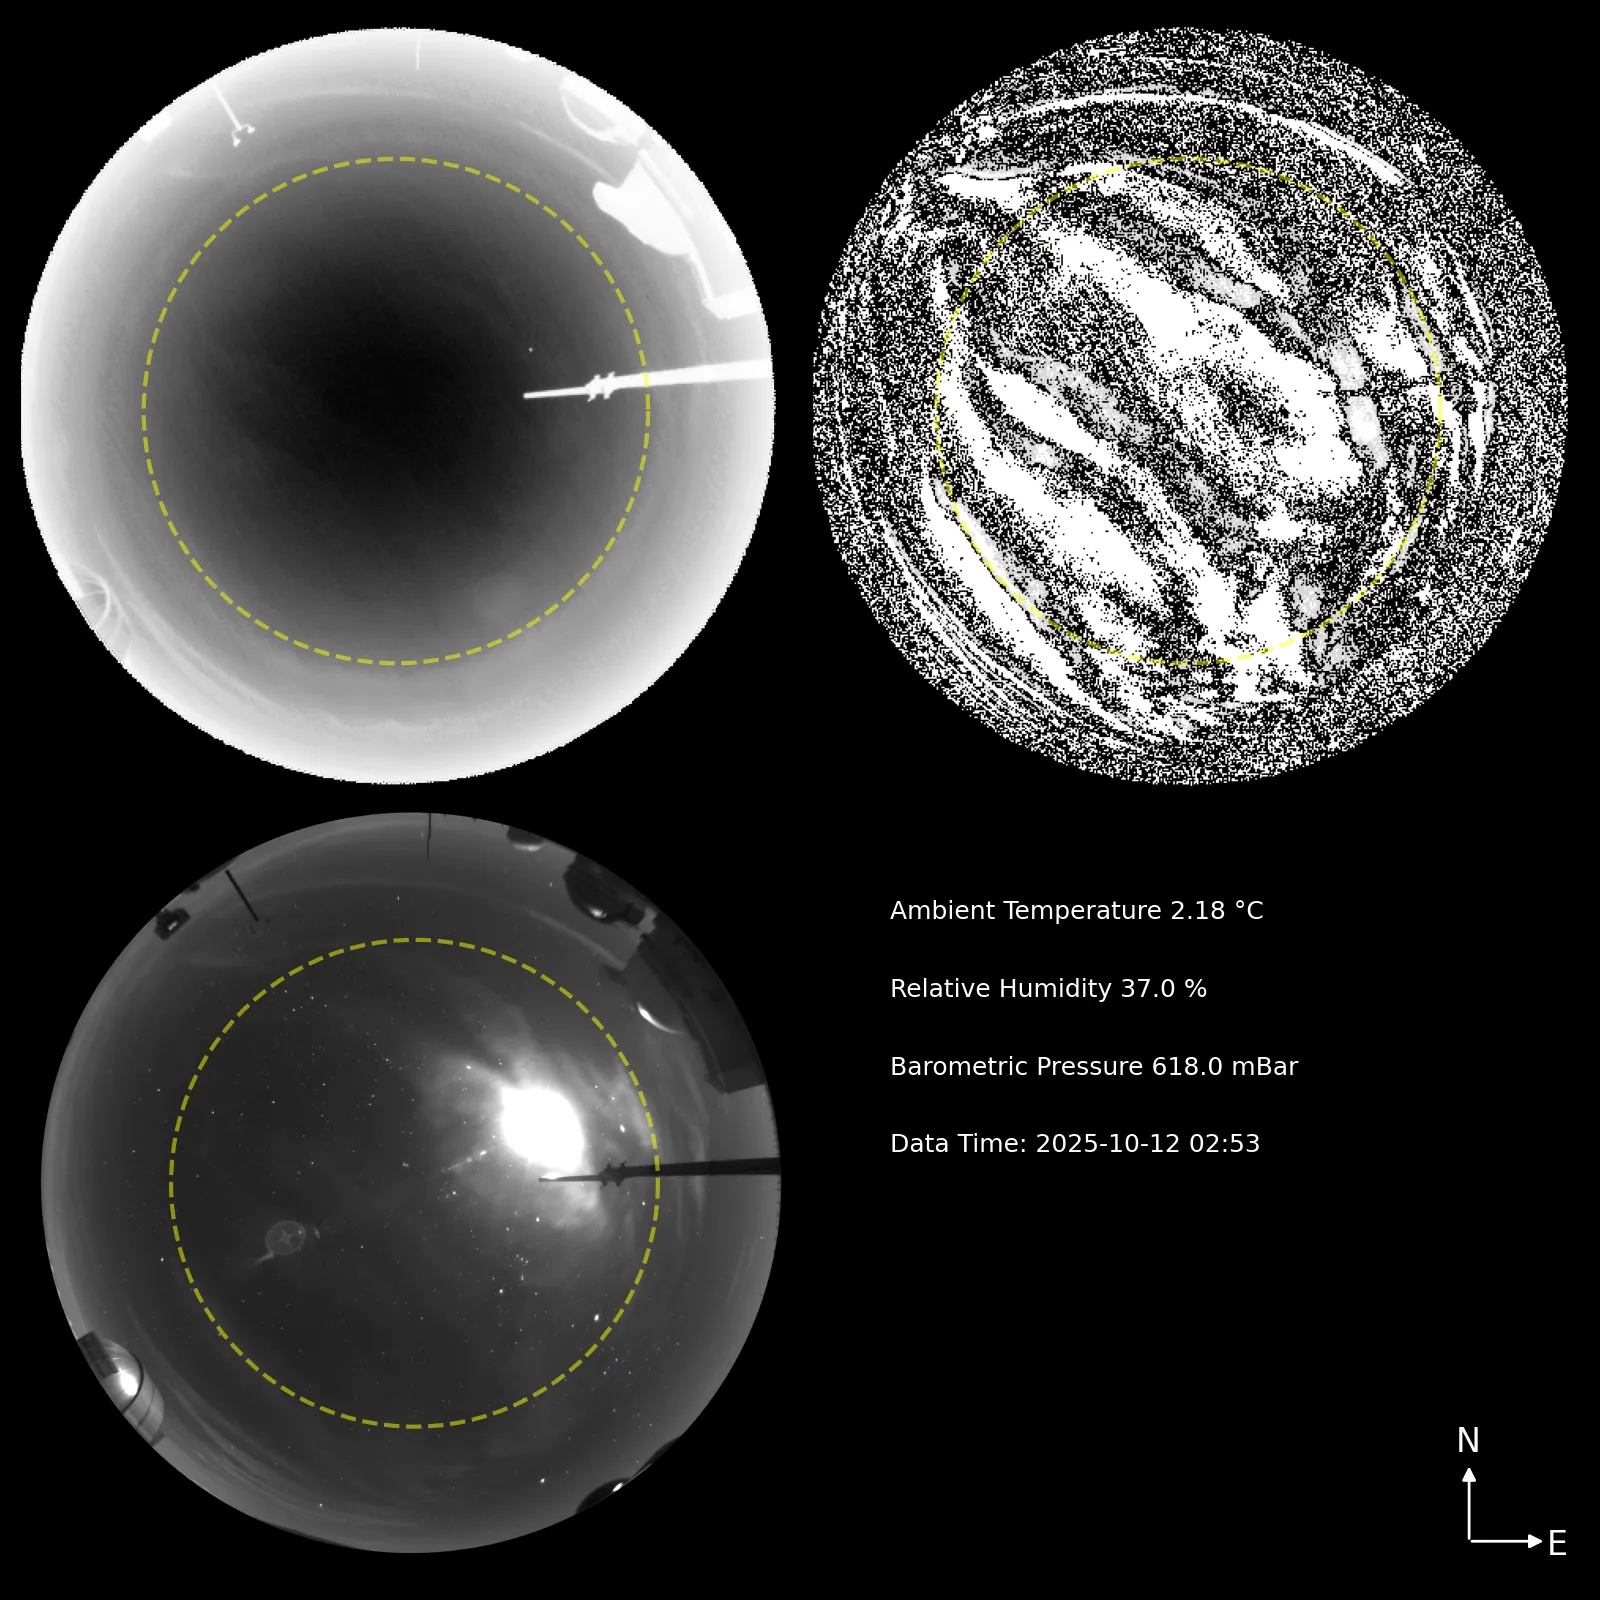 Ambient Temperature 2.18 °C
Relative Humidity 37.0 %
Barometric Pressure 618.0 mBar
Data Time: 2025-10-12 02:53
N
E